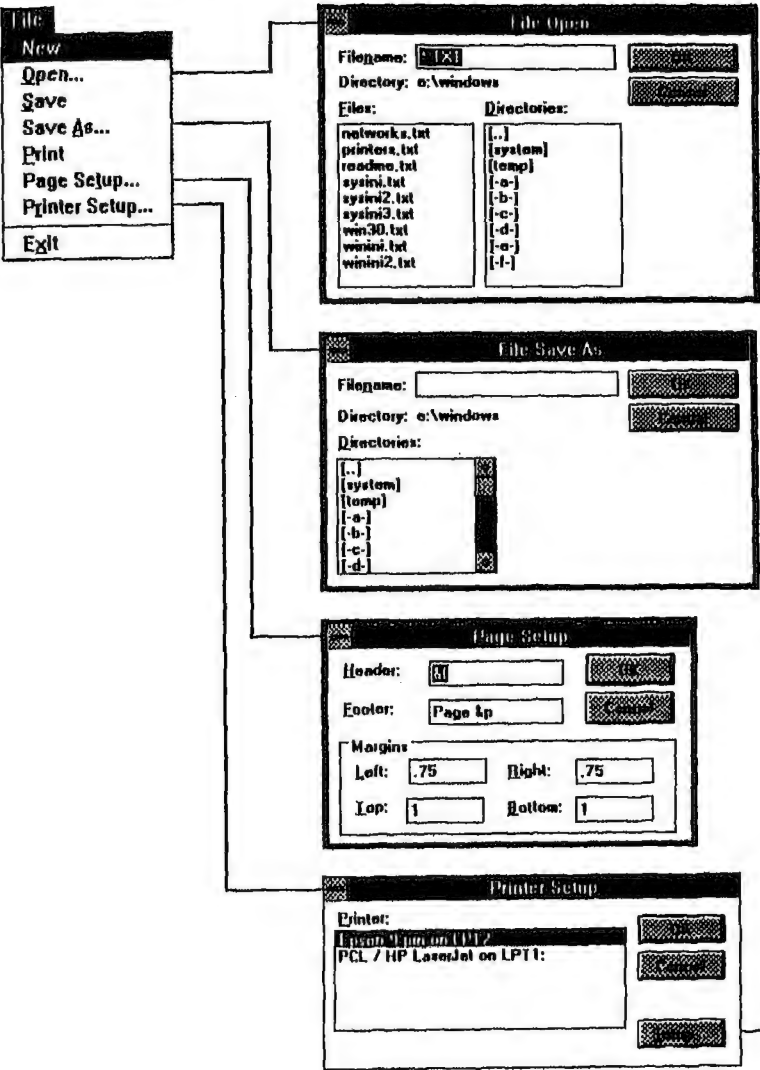 File
New
Open...
Save
Save As...
Print
Page Setup...
Printer Setup...
Exit
File Open
Filename: *.TXT
OK
Directory: e:\windows
Cancel
Files: Directories:
networks.txt [..]
printers.txt [system]
readme.txt [temp]
sysini.txt [-a-]
sysini2.txt [-b-]
sysini3.txt [-c-]
win30.txt [-d-]
winini.txt [-e-]
winini2.txt [-f-]
File Save As
Filename:
OK
Directory: e:\windows
Cancel
Directories:
[..]
[system]
[temp]
[-a-]
[-b-]
[-c-]
[-d-]
Page Setup
Header: &f
OK
Footer: Page &p
Cancel
Margins
Left: .75 Right: .75
Top: 1 Bottom: 1
Printer Setup
Printer:
OK
PCL / HP LaserJet on LPT1:
Cancel
Setup...